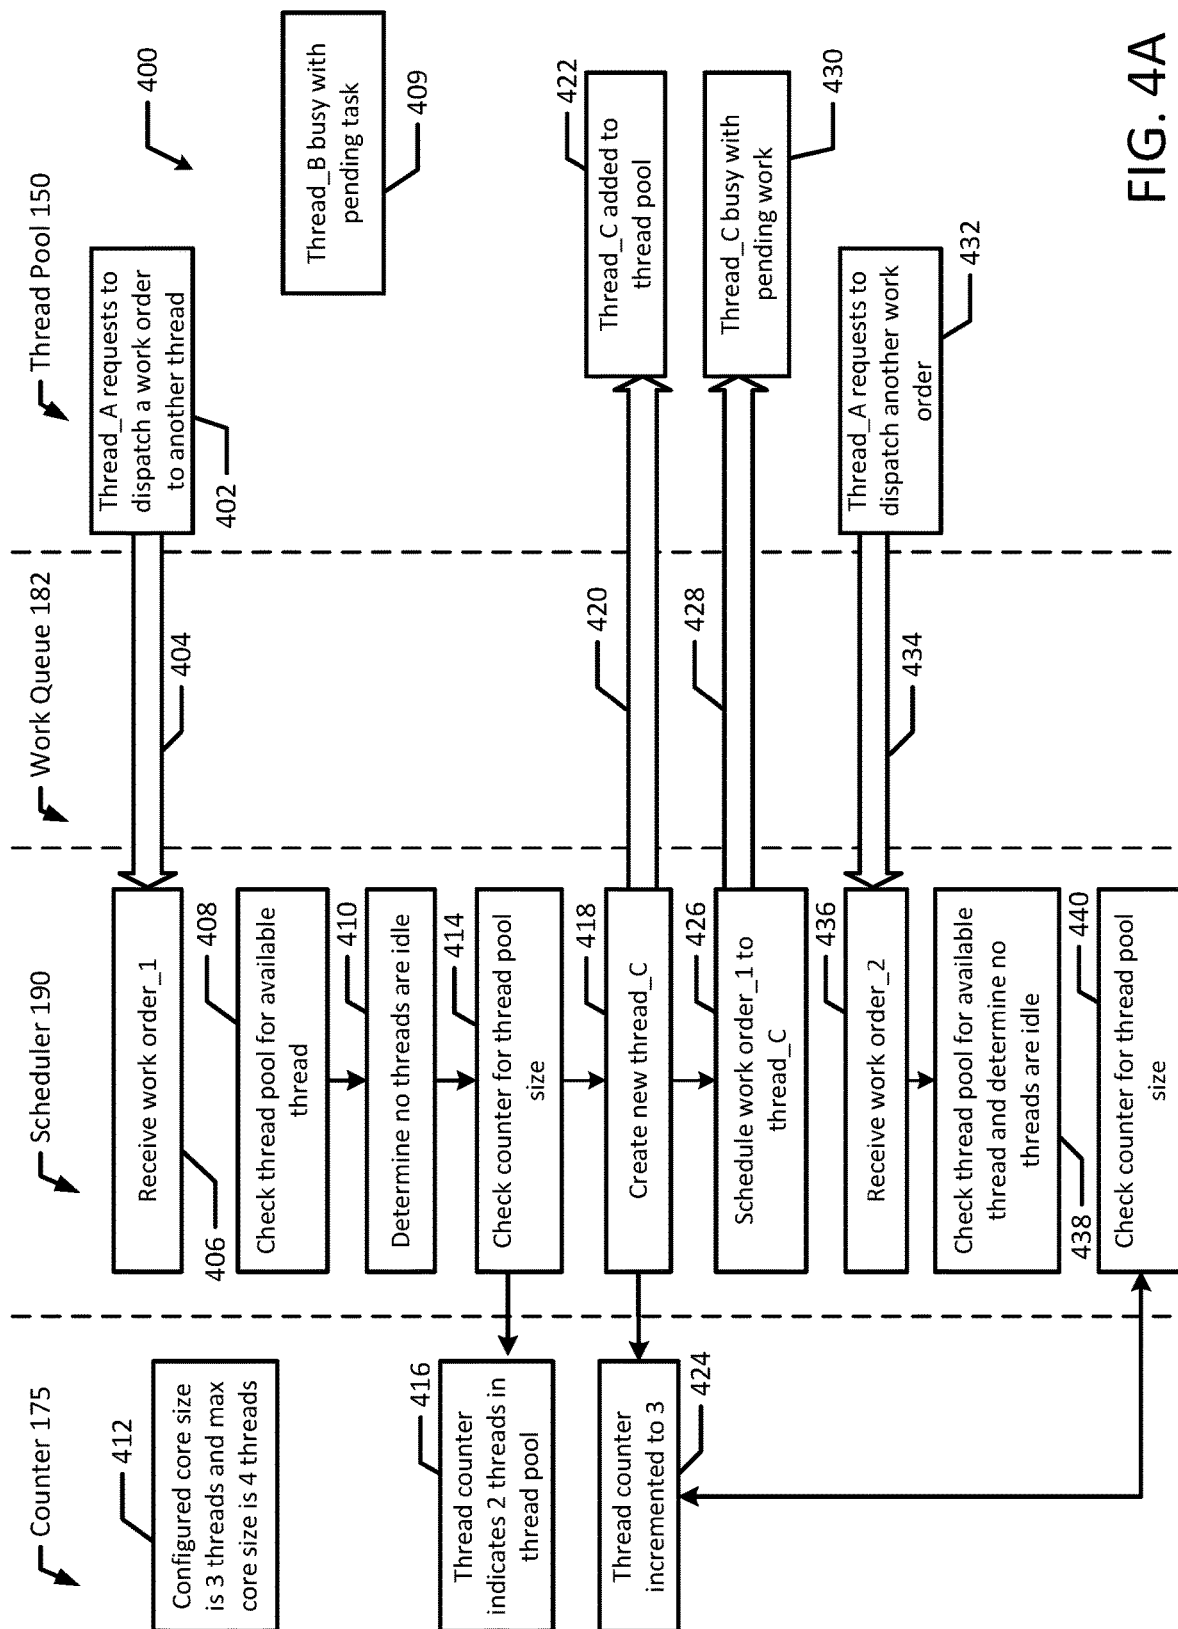 Counter 175
Scheduler 190
Work Queue 182
Thread Pool 150
400
412
Configured core size
is 3 threads and max
core size is 4 threads
Receive work order_1
406
404
Thread_A requests to
dispatch a work order
to another thread
402
408
Check thread pool for available
thread
Thread_B busy with
pending task
409
410
Determine no threads are idle
414
Check counter for thread pool
size
416
Thread counter
indicates 2 threads in
thread pool
418
Create new thread_C
420
422
Thread_C added to
thread pool
Thread counter
incremented to 3
424
426
Schedule work order_1 to
thread_C
428
Thread_C busy with
pending work
430
436
Receive work order_2
434
Thread_A requests to
dispatch another work
order
432
Check thread pool for available
thread and determine no
threads are idle
438
440
Check counter for thread pool
size
FIG. 4A